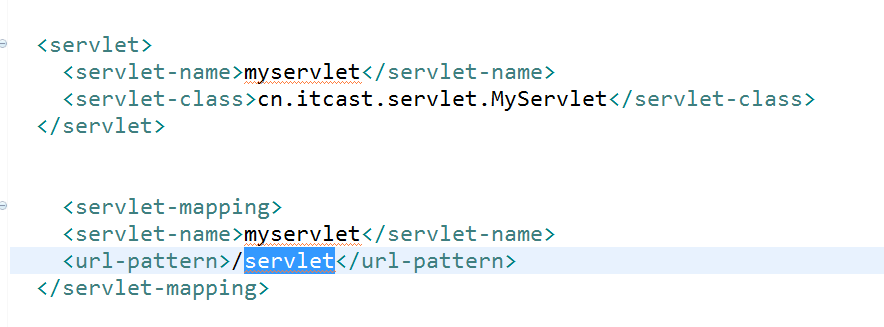 <servlet>
<servlet-name>myservlet</servlet-name>
<servlet-class>cn.itcast.servlet.MyServlet</servlet-class>
</servlet>
<servlet-mapping>
<servlet-name>myservlet</servlet-name>
<url-pattern>/servlet</url-pattern>
</servlet-mapping>